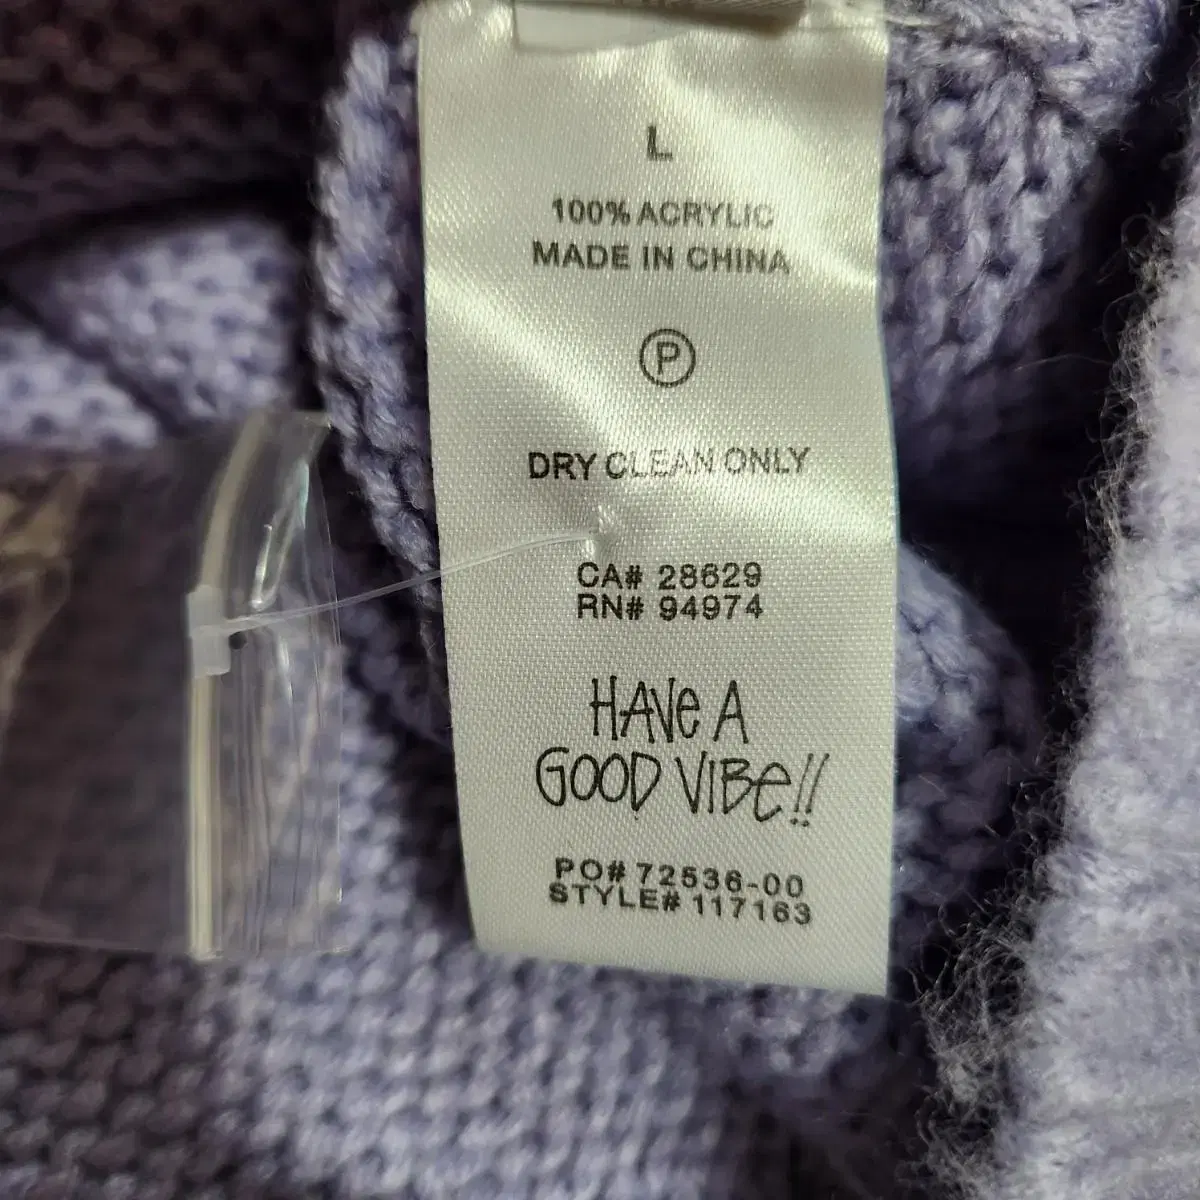 L
100% ACRYLIC
MADE IN CHINA
P
DRY CLEAN ONLY
CA# 28629
RN# 94974
HAVE A
GOOD VIBE!!
PO# 72536-00
STYLE# 117163